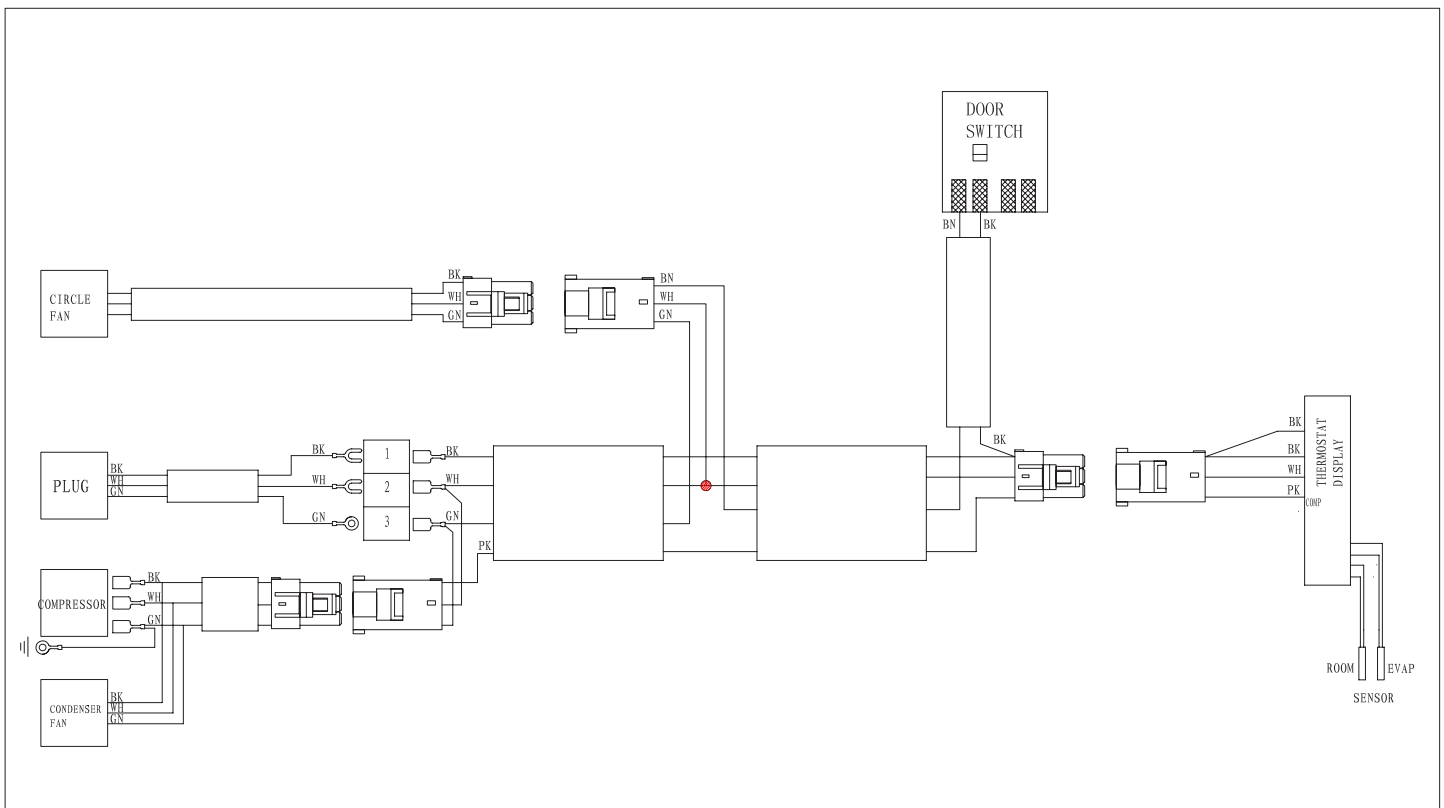 DOOR
SWITCH
BN BK
BK
BN
CIRCLE
FAN
WH
WH
GN
GN
BK
BK
BK
BK
BK
1
BK
PLUG
BK
WH
GN
WH
2
WH
WH
THERMOSTAT
DISPLAY
PK
COMP
GN
3
GN
PK
COMPRESSOR
BK
WH
GN
ROOM
EVAP
SENSOR
CONDENSER
FAN
BK
WH
GN